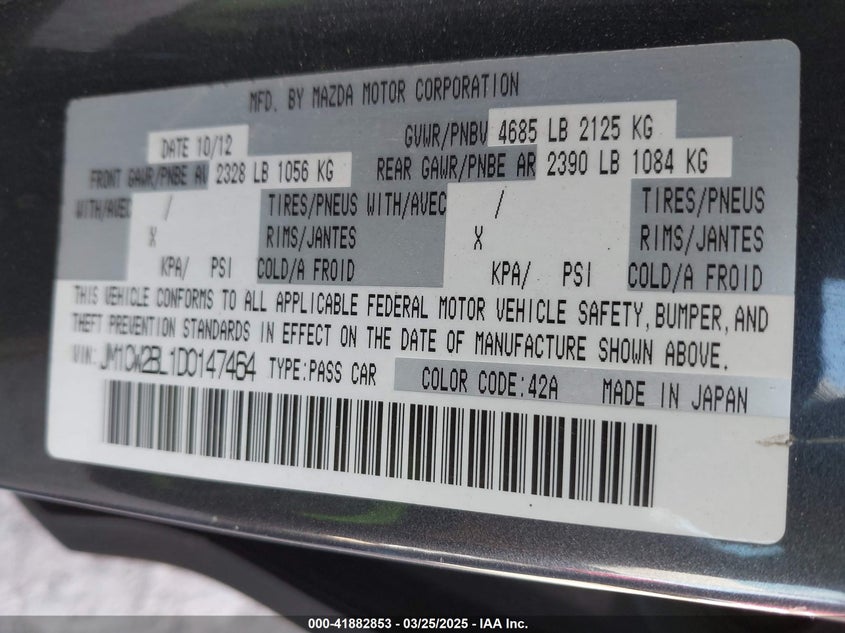 MFD. BY MAZDA MOTOR CORPORATION
DATE 10/12 GVWR/PNBV 4685 LB 2125 KG
FRONT GAWR/PNBE AV 2328 LB 1056 KG REAR GAWR/PNBE AR 2390 LB 1084 KG
WITH/AVEC / TIRES/PNEUS WITH/AVEC / TIRES/PNEUS
X RIMS/JANTES X RIMS/JANTES
KPA/ PSI COLD/A FROID KPA/ PSI COLD/A FROID
THIS VEHICLE CONFORMS TO ALL APPLICABLE FEDERAL MOTOR VEHICLE SAFETY, BUMPER, AND
THEFT PREVENTION STANDARDS IN EFFECT ON THE DATE OF MANUFACTURE SHOWN ABOVE.
VIN: JM1CW2BL1D0147464 TYPE:PASS CAR COLOR CODE:42A MADE IN JAPAN
000-41882853 — 03/25/2025 — IAA Inc.